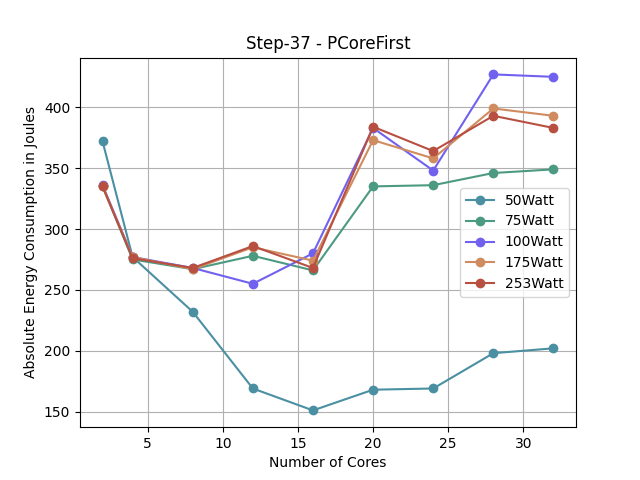 Step-37 - PCoreFirst
Absolute Energy Consumption in Joules
400
350
300
250
200
150
50Watt
75Watt
100Watt
175Watt
253Watt
5
10
15
20
25
30
Number of Cores